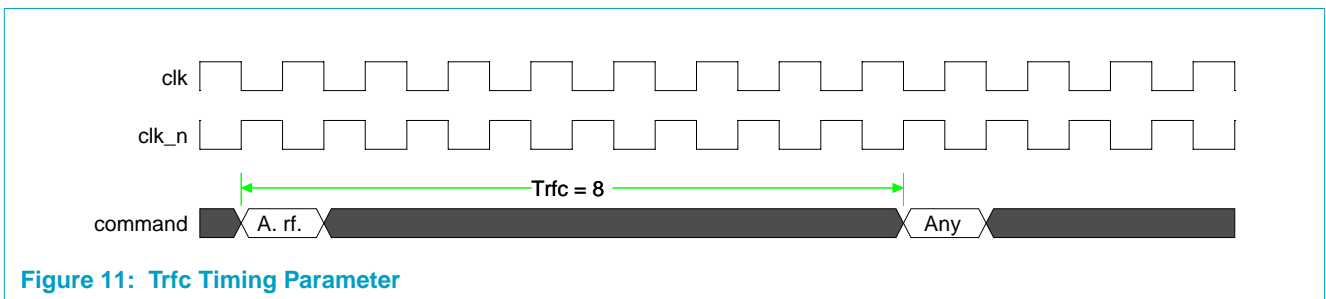 clk
clk_n
Trfc = 8
command A. rf. Any
Figure 11: Trfc Timing Parameter